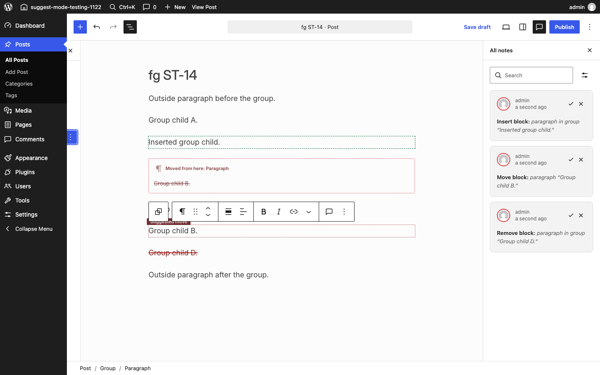 suggest-mode-testing-1122
Ctrl+K
0
New
View Post
admin
Dashboard
Posts
All Posts
Add Post
Categories
Tags
Media
Pages
Comments
Appearance
Plugins
Users
Tools
Settings
Collapse Menu
fg ST-14 · Post
Save draft
Publish
fg ST-14
Outside paragraph before the group.
Group child A.
Inserted group child.
Moved from here: Paragraph
Group child B.
B
I
Group child B.
Group child D.
Outside paragraph after the group.
Post / Group / Paragraph
All notes
Search
admin
a second ago
Insert block: paragraph in group
"Inserted group child."
admin
a second ago
Move block: paragraph "Group
child B."
admin
a second ago
Remove block: paragraph in group
"Group child D."